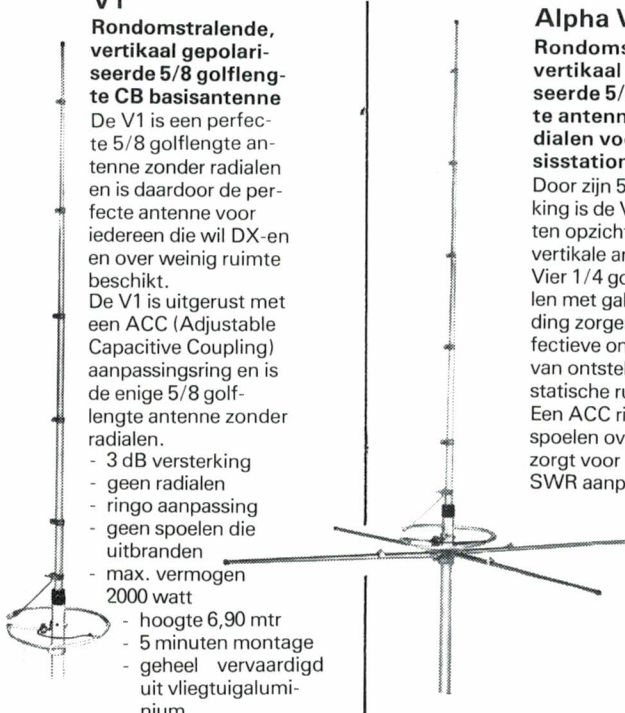 V1
Rondomstralende,
vertikaal gepolari-
seerde 5/8 golfleng-
te CB basisantenne
De V1 is een perfec-
te 5/8 golflengte an-
tenne zonder radialen
en is daardoor de per-
fecte antenne voor
iedereen die wil DX-en
en over weinig ruimte
beschikt.
De V1 is uitgerust met
een ACC (Adjustable
Capacitive Coupling)
aanpassingsring en is
de enige 5/8 golf-
lengte antenne zonder
radialen.
- 3 dB versterking
- geen radialen
- ringo aanpassing
- geen spoelen die
uitbranden
- max. vermogen
2000 watt
- hoogte 6,90 mtr
- 5 minuten montage
- geheel vervaardigd
uit vliegtuigalumi-
nium
Alpha V
Rondoms
vertikaal
seerde 5/
te antenn
dialen voo
sisstation
Door zijn 5
king is de V
ten opzicht
vertikale an
Vier 1/4 go
len met gal
ding zorge
fectieve on
van ontstel
statische ru
Een ACC ri
spoelen ov
zorgt voor
SWR aanp